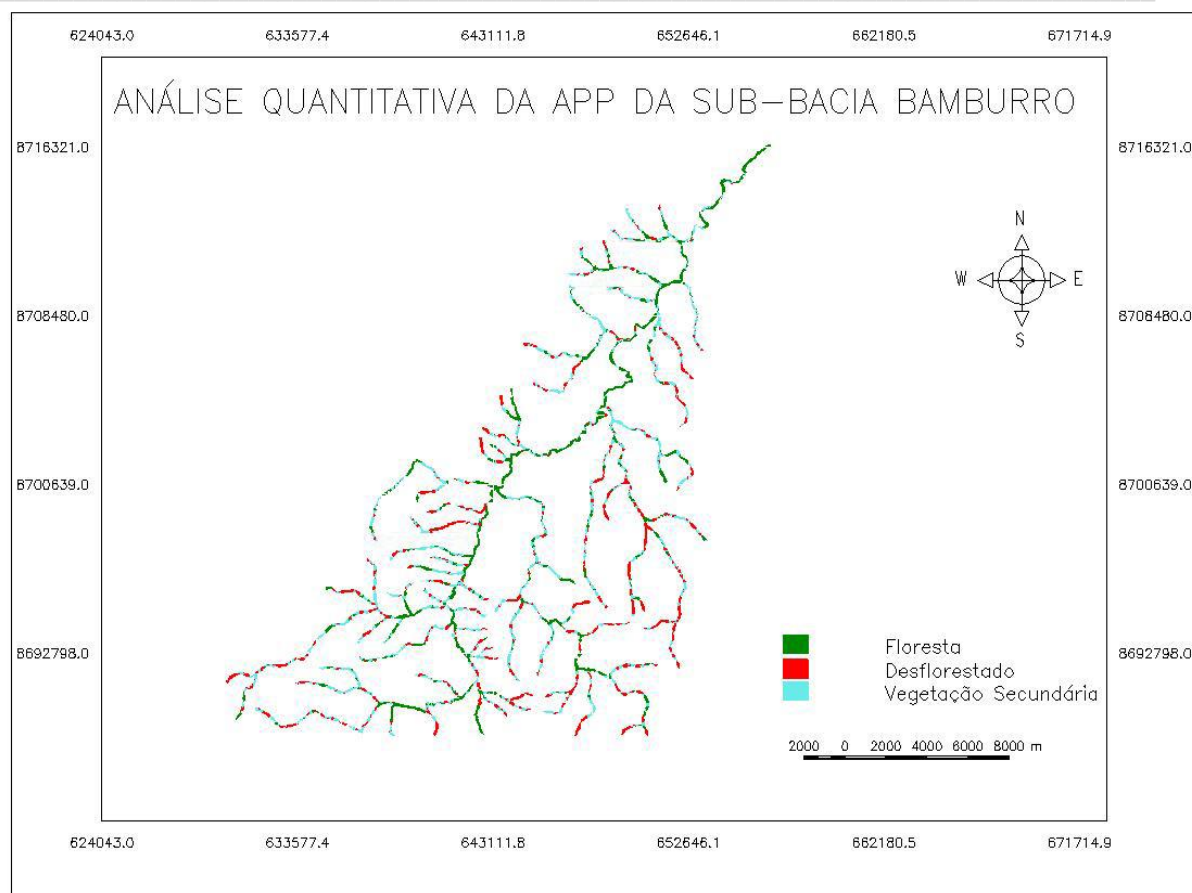 624043.0 633577.4 643111.8 652646.1 662180.5 671714.9
ANÁLISE QUANTITATIVA DA APP DA SUB-BACIA BAMBURRO
8716321.0 8716321.0
N
W E
S
8708480.0 8708480.0
8700639.0 8700639.0
8692798.0 8692798.0
Floresta
Desflorestado
Vegetação Secundária
2000 0 2000 4000 6000 8000 m
624043.0 633577.4 643111.8 652646.1 662180.5 671714.9